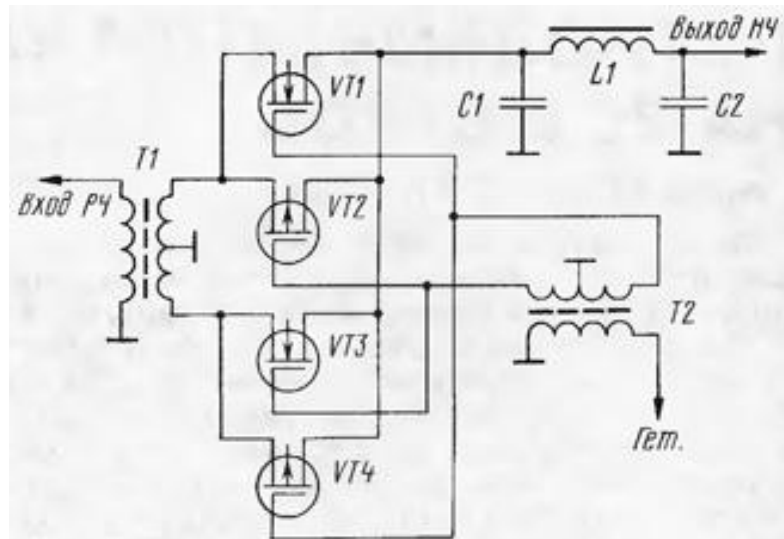 Выход НЧ
VT1
L1
C1
C2
T1
Вход РЧ
VT2
T2
VT3
Гет.
VT4